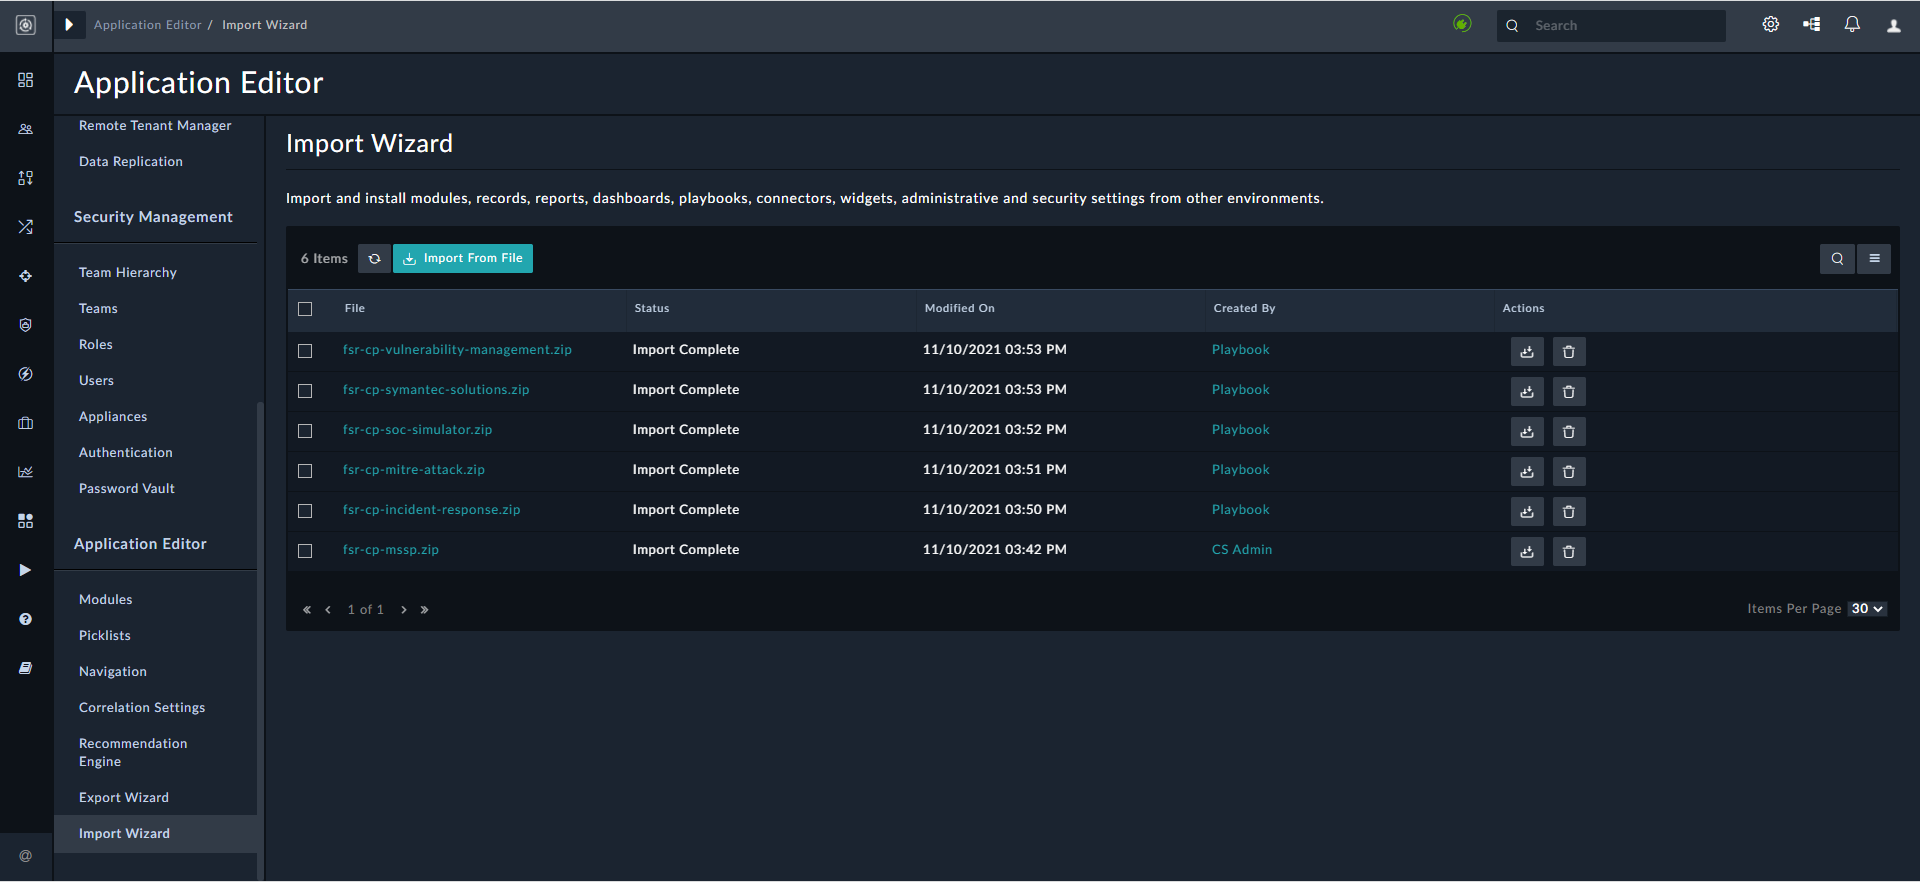 Application Editor / Import Wizard
Search
Application Editor
Remote Tenant Manager
Data Replication
Security Management
Team Hierarchy
Teams
Roles
Users
Appliances
Authentication
Password Vault
Application Editor
Modules
Picklists
Navigation
Correlation Settings
Recommendation
Engine
Export Wizard
Import Wizard
@
Import Wizard
Import and install modules, records, reports, dashboards, playbooks, connectors, widgets, administrative and security settings from other environments.
6 Items Import From File
File Status Modified On Created By Actions
fsr-cp-vulnerability-management.zip Import Complete 11/10/2021 03:53 PM Playbook
fsr-cp-symantec-solutions.zip Import Complete 11/10/2021 03:53 PM Playbook
fsr-cp-soc-simulator.zip Import Complete 11/10/2021 03:52 PM Playbook
fsr-cp-mitre-attack.zip Import Complete 11/10/2021 03:51 PM Playbook
fsr-cp-incident-response.zip Import Complete 11/10/2021 03:50 PM Playbook
fsr-cp-mssp.zip Import Complete 11/10/2021 03:42 PM CS Admin
« ‹ 1 of 1 › » Items Per Page 30